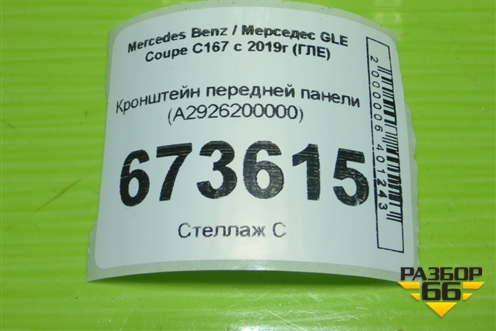 Mercedes Benz / Мерседес GLE
Coupe C167 с 2019г (ГЛЕ)
Кронштейн передней панели
(A2926200000)
673615
Стеллаж С
2000006401243
РАЗБОР
66